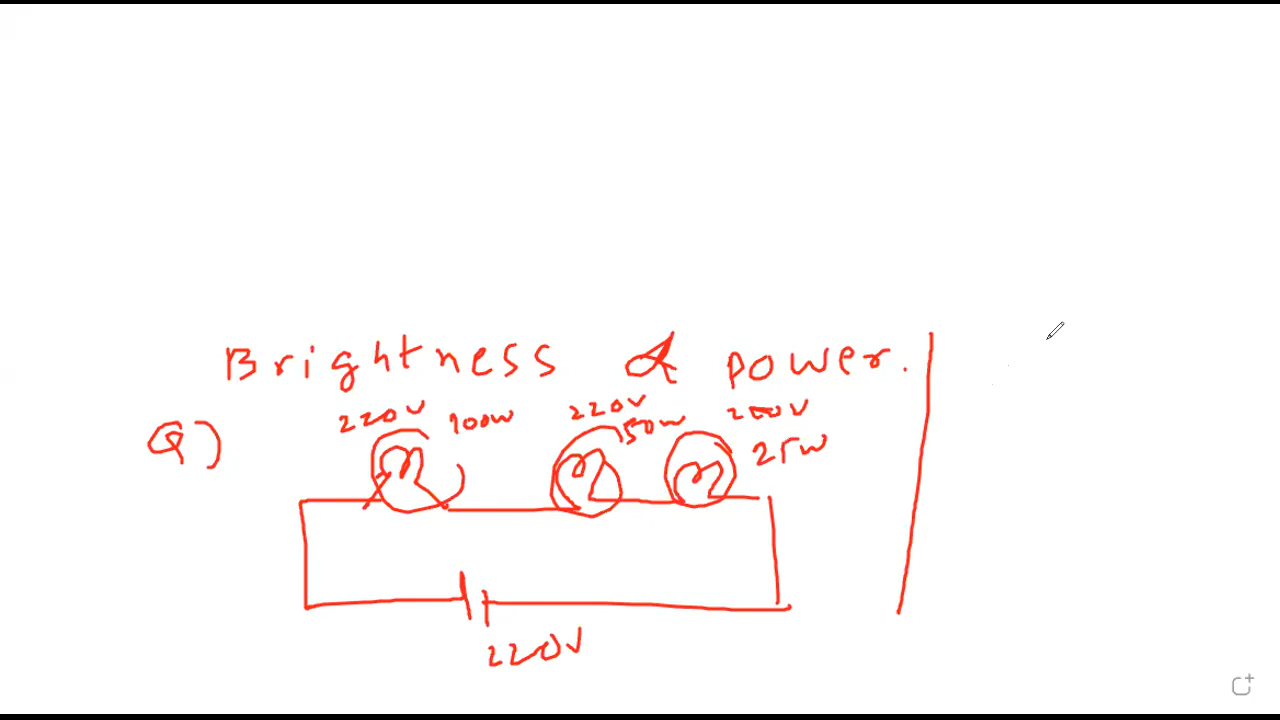 Brightness & power.
Q)
220V 100W
220V 50W
220V 25W
220V